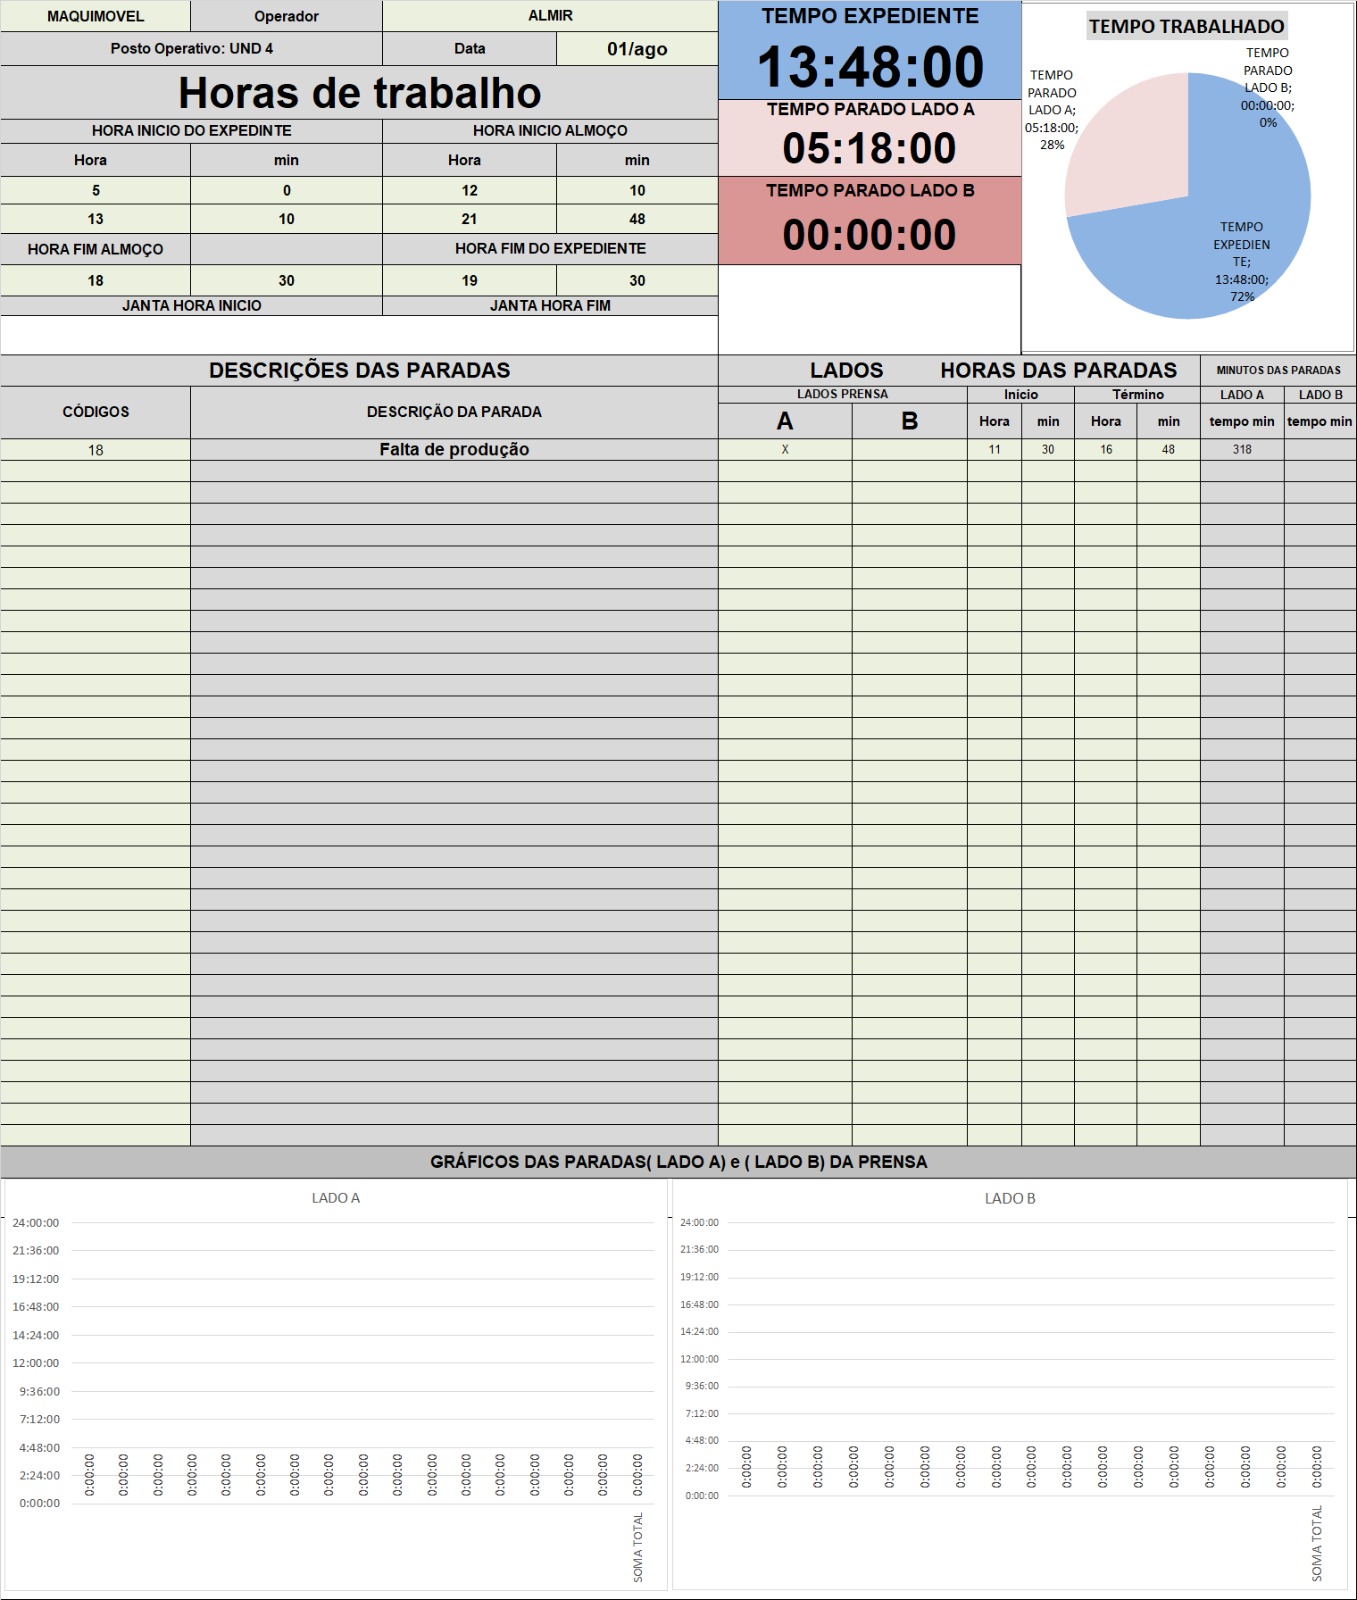 MAQUIMOVEL Operador ALMIR
Posto Operativo: UND 4 Data 01/ago
Horas de trabalho
HORA INICIO DO EXPEDINTE HORA INICIO ALMOÇO
Hora min Hora min
5 0 12 10
13 10 21 48
HORA FIM ALMOÇO HORA FIM DO EXPEDIENTE
18 30 19 30
JANTA HORA INICIO JANTA HORA FIM
TEMPO EXPEDIENTE
13:48:00
TEMPO PARADO LADO A
05:18:00
TEMPO PARADO LADO B
00:00:00
TEMPO TRABALHADO
TEMPO
PARADO
LADO A;
05:18:00;
28%
TEMPO
PARADO
LADO B;
00:00:00;
0%
TEMPO
EXPEDIEN
TE;
13:48:00;
72%
DESCRIÇÕES DAS PARADAS LADOS HORAS DAS PARADAS MINUTOS DAS PARADAS
LADOS PRENSA Início Término LADO A LADO B
CÓDIGOS DESCRIÇÃO DA PARADA A B Hora min Hora min tempo min tempo min
18 Falta de produção X 11 30 16 48 318
GRÁFICOS DAS PARADAS( LADO A) e ( LADO B) DA PRENSA
LADO A
24:00:00
21:36:00
19:12:00
16:48:00
14:24:00
12:00:00
9:36:00
7:12:00
4:48:00
2:24:00
0:00:00
0:00:00 0:00:00 0:00:00 0:00:00 0:00:00 0:00:00 0:00:00 0:00:00 0:00:00 0:00:00 0:00:00 0:00:00 0:00:00 0:00:00 0:00:00 0:00:00 0:00:00
SOMA TOTAL
LADO B
24:00:00
21:36:00
19:12:00
16:48:00
14:24:00
12:00:00
9:36:00
7:12:00
4:48:00
2:24:00
0:00:00
0:00:00 0:00:00 0:00:00 0:00:00 0:00:00 0:00:00 0:00:00 0:00:00 0:00:00 0:00:00 0:00:00 0:00:00 0:00:00 0:00:00 0:00:00 0:00:00 0:00:00
SOMA TOTAL